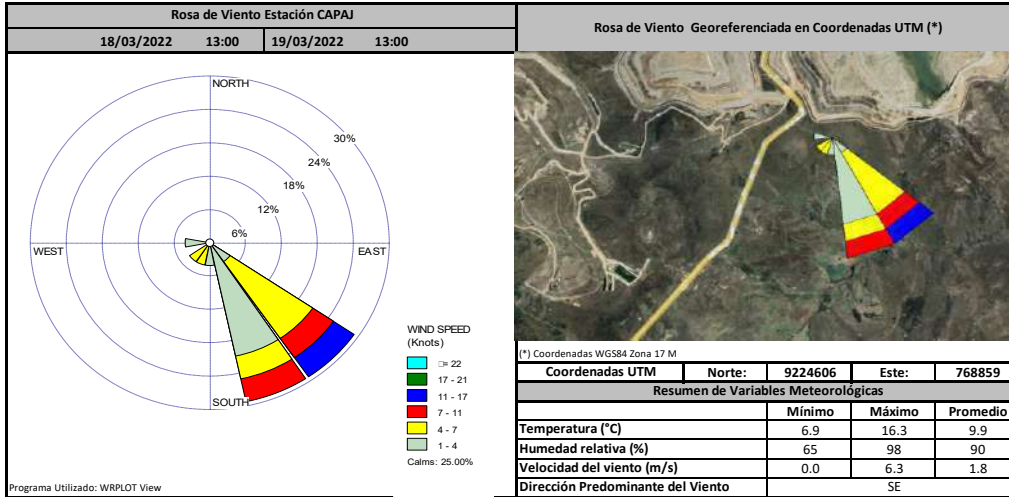 Rosa de Viento Estación CAPAJ
18/03/2022 13:00 19/03/2022 13:00
NORTH
30%
24%
18%
12%
6%
WEST
EAST
SOUTH
WIND SPEED
(Knots)
□= 22
17 - 21
11 - 17
7 - 11
4 - 7
1 - 4
Calms: 25.00%
Programa Utilizado: WRPLOT View
Rosa de Viento Georeferenciada en Coordenadas UTM (*)
(*) Coordenadas WGS84 Zona 17 M
Coordenadas UTM Norte: 9224606 Este: 768859
Resumen de Variables Meteorológicas
Mínimo Máximo Promedio
Temperatura (°C) 6.9 16.3 9.9
Humedad relativa (%) 65 98 90
Velocidad del viento (m/s) 0.0 6.3 1.8
Dirección Predominante del Viento SE